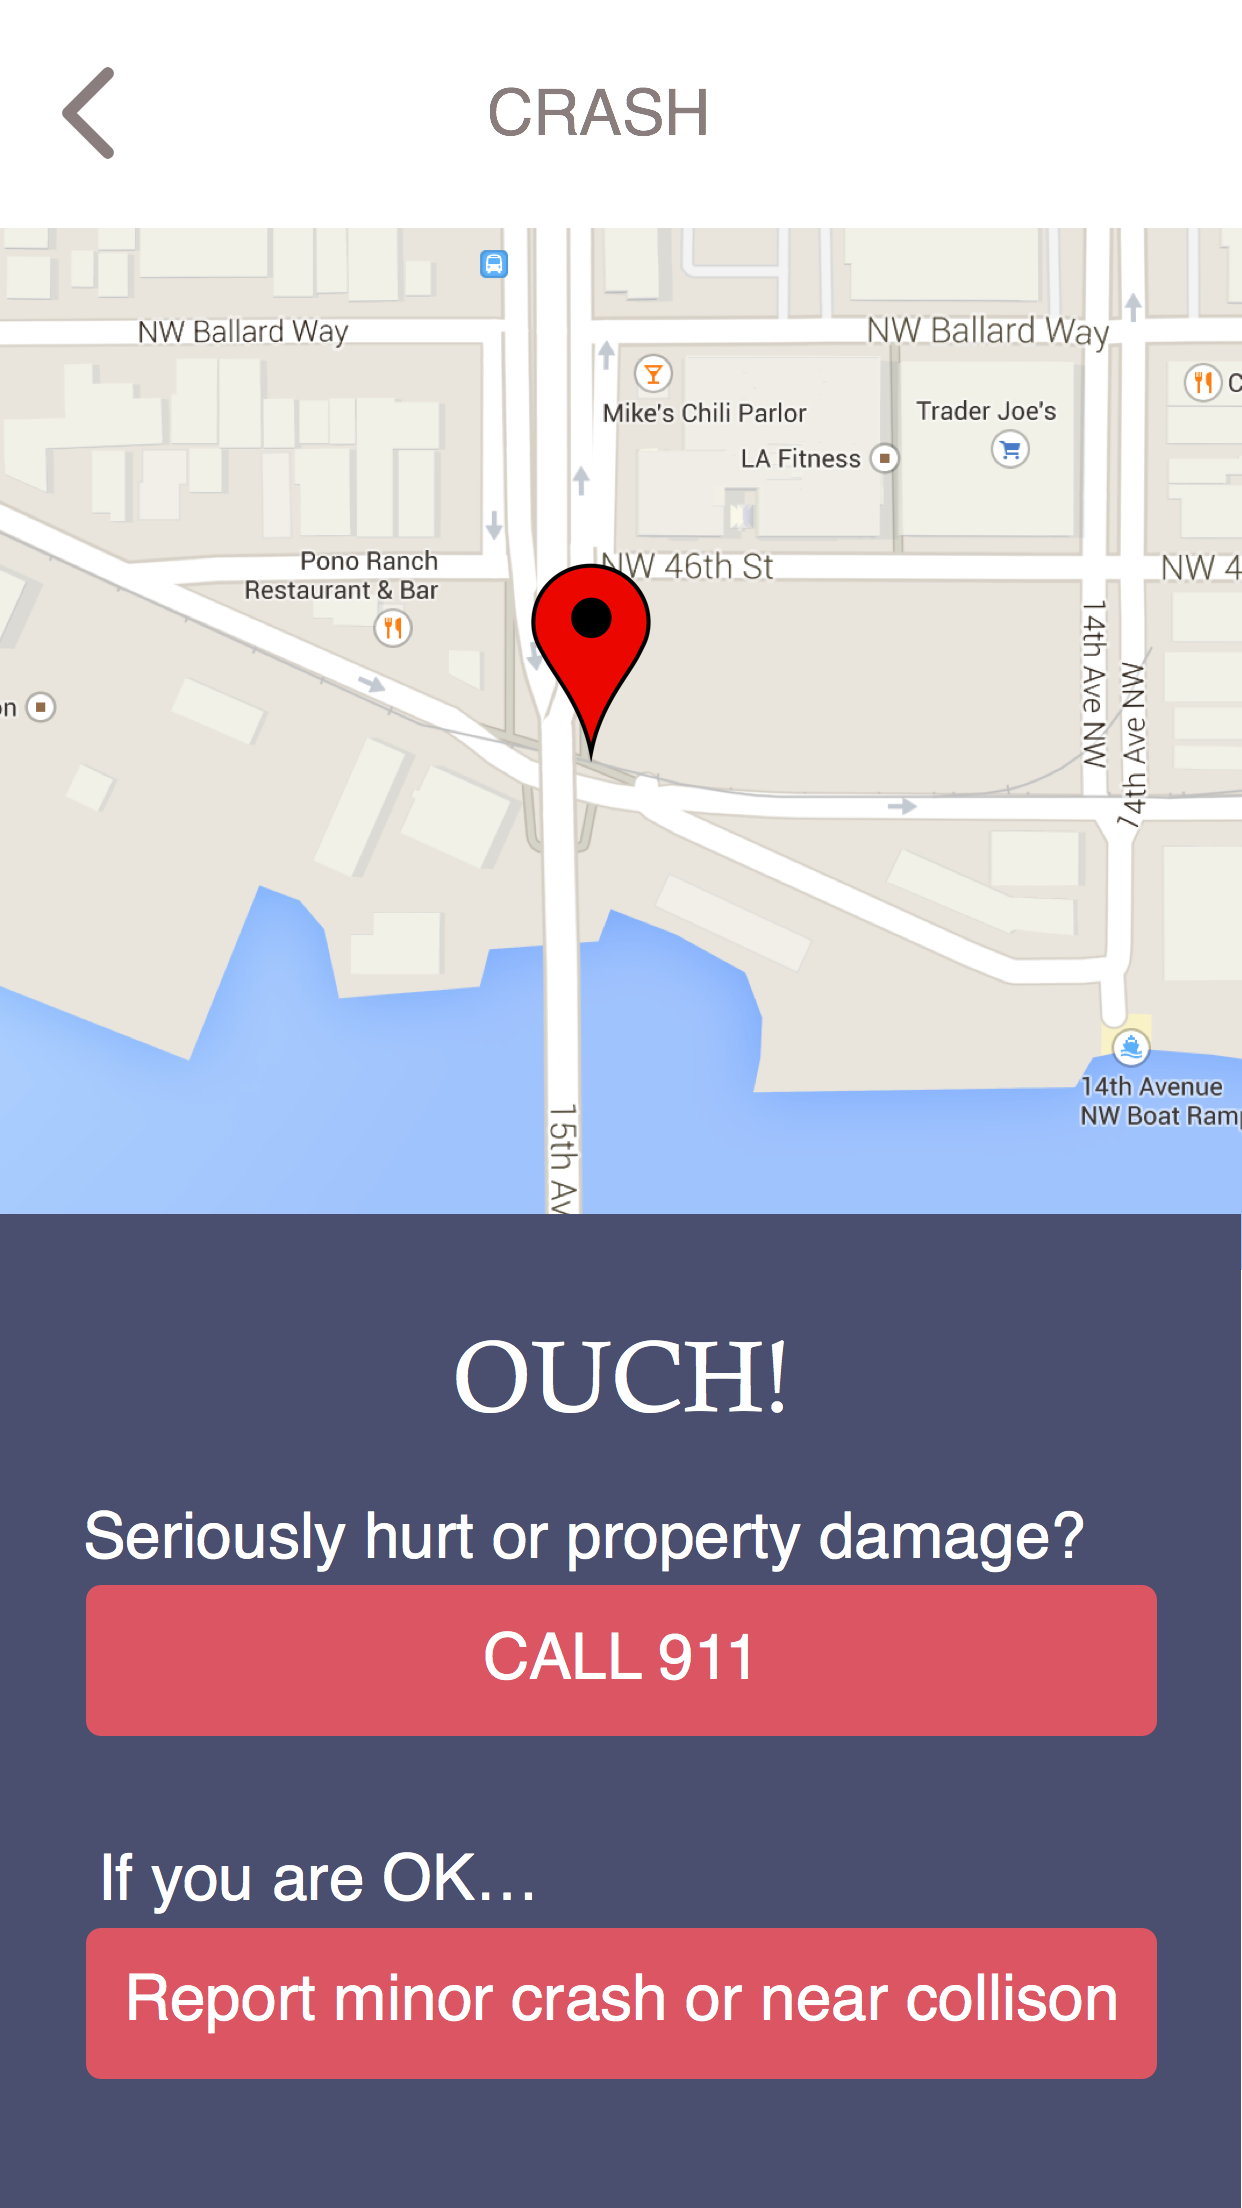 CRASH
NW Ballard Way
NW Ballard Way
Mike's Chili Parlor
Trader Joe's
C
LA Fitness
Pono Ranch
Restaurant & Bar
NW 46th St
NW 4
14th Ave NW
14th Ave NW
on
14th Avenue
NW Boat Ramp
15th Av
OUCH!
Seriously hurt or property damage?
CALL 911
If you are OK...
Report minor crash or near collison